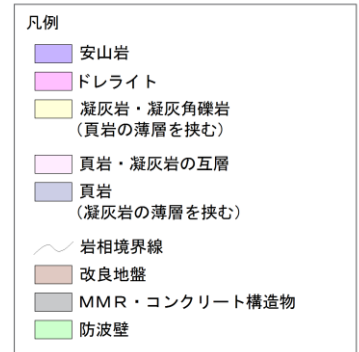 凡例
安山岩
ドレライト
凝灰岩・凝灰角礫岩
（頁岩の薄層を挟む）
頁岩・凝灰岩の互層
頁岩
（凝灰岩の薄層を挟む）
岩相境界線
改良地盤
ＭＭＲ・コンクリート構造物
防波壁